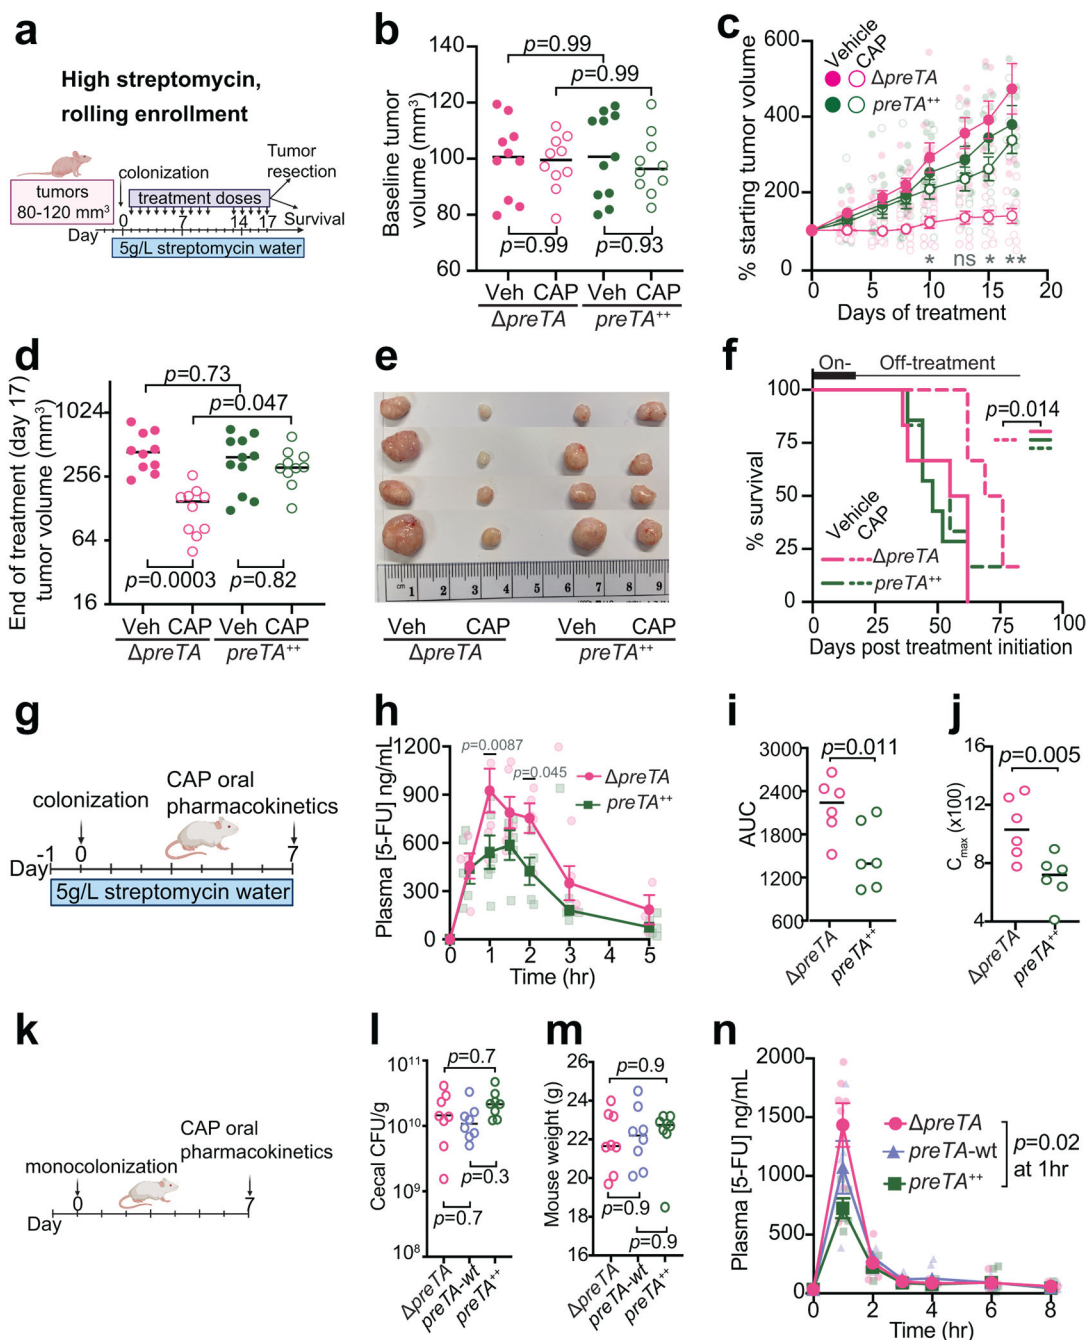 a
High streptomycin,
rolling enrollment
tumors
80-120 mm³
colonization
treatment doses
Tumor
resection
Survival
0 7 14 17
Day
5g/L streptomycin water
b
Baseline tumor
volume (mm³)
140
120
100
80
60
p=0.99
p=0.99
p=0.99
p=0.93
Veh CAP Veh CAP
ΔpreTA preTA⁺⁺
c
% starting tumor volume
600
400
200
0
Vehicle
CAP
ΔpreTA
preTA⁺⁺
* ns * **
0 5 10 15 20
Days of treatment
d
End of treatment (day 17)
tumor volume (mm³)
1024
256
64
16
p=0.73
p=0.047
p=0.0003
p=0.82
Veh CAP Veh CAP
ΔpreTA preTA⁺⁺
e
cm 1 2 3 4 5 6 7 8 9
Veh CAP Veh CAP
ΔpreTA preTA⁺⁺
f
On- Off-treatment
% survival
100
75
50
25
0
p=0.014
Vehicle
CAP
ΔpreTA
preTA⁺⁺
0 25 50 75 100
Days post treatment initiation
g
colonization
CAP oral
pharmacokinetics
-1 0 7
Day
5g/L streptomycin water
h
Plasma [5-FU] ng/mL
1200
900
600
300
0
p=0.0087
p=0.045
ΔpreTA
preTA⁺⁺
0 1 2 3 4 5
Time (hr)
i
AUC
3000
2400
1800
1200
600
p=0.011
ΔpreTA
preTA⁺⁺
j
Cmax (x100)
16
12
8
4
p=0.005
ΔpreTA
preTA⁺⁺
k
monocolonization
CAP oral
pharmacokinetics
0 7
Day
l
Cecal CFU/g
10¹¹
10¹⁰
10⁹
10⁸
p=0.7
p=0.3
p=0.7
ΔpreTA
preTA-wt
preTA⁺⁺
m
Mouse weight (g)
26
24
22
20
18
16
p=0.9
p=0.9
p=0.9
ΔpreTA
preTA-wt
preTA⁺⁺
n
Plasma [5-FU] ng/mL
2000
1500
1000
500
0
ΔpreTA
preTA-wt
preTA⁺⁺
p=0.02
at 1hr
0 2 4 6 8
Time (hr)